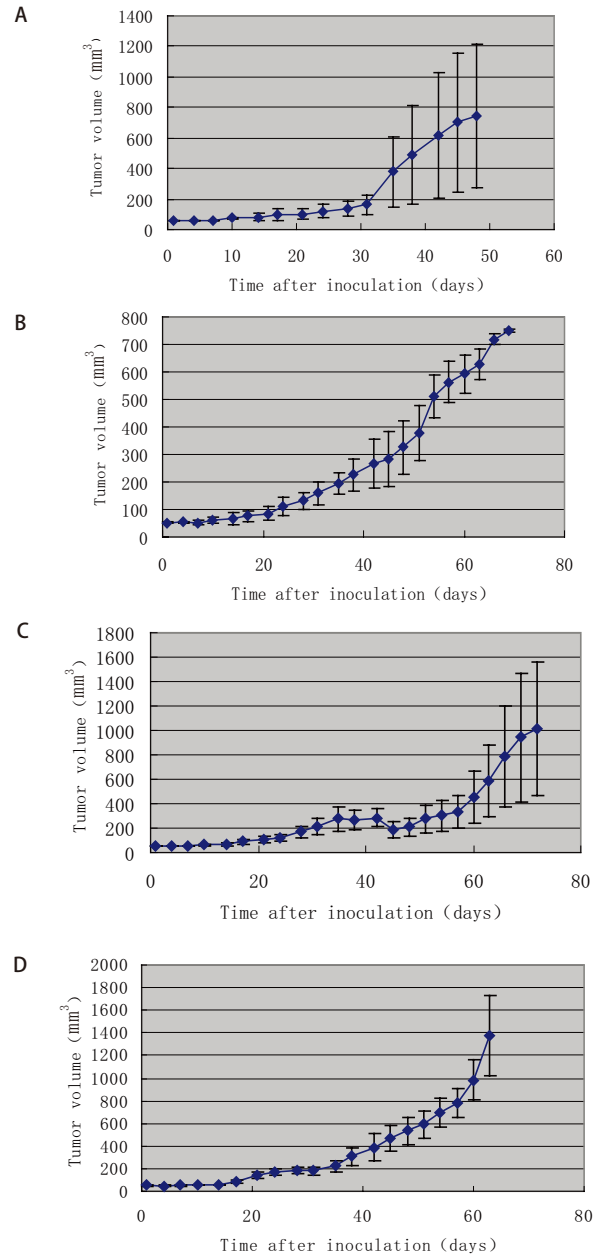 A
1400
1200
1000
800
600
400
200
0
Tumor volume (mm³)
0 10 20 30 40 50 60
Time after inoculation (days)
B
800
700
600
500
400
300
200
100
0
Tumor volume (mm³)
0 20 40 60 80
Time after inoculation (days)
C
1800
1600
1400
1200
1000
800
600
400
200
0
Tumor volume (mm³)
0 20 40 60 80
Time after inoculation (days)
D
2000
1800
1600
1400
1200
1000
800
600
400
200
0
Tumor volume (mm³)
0 20 40 60 80
Time after inoculation (days)